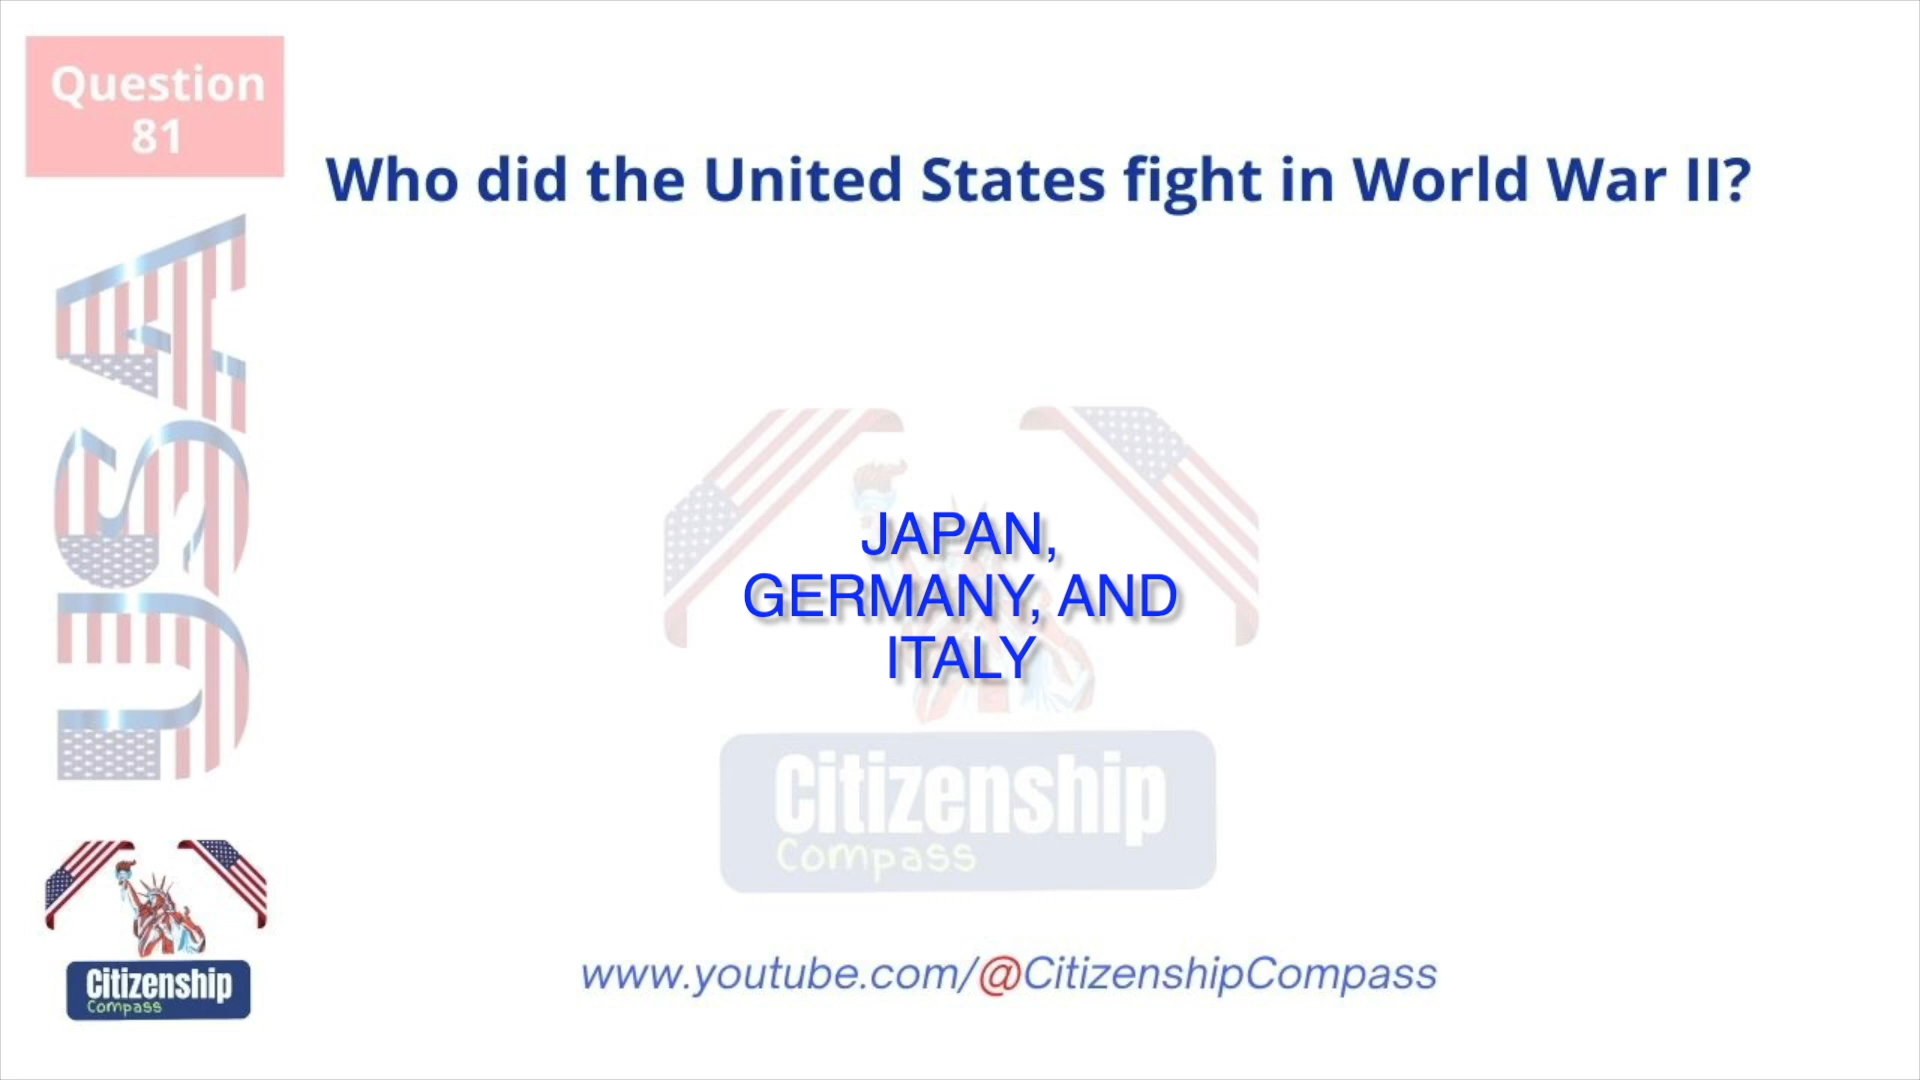 Question
81
Who did the United States fight in World War II?
USA
JAPAN,
GERMANY, AND
ITALY
Citizenship
Compass
Citizenship
Compass
www.youtube.com/@CitizenshipCompass